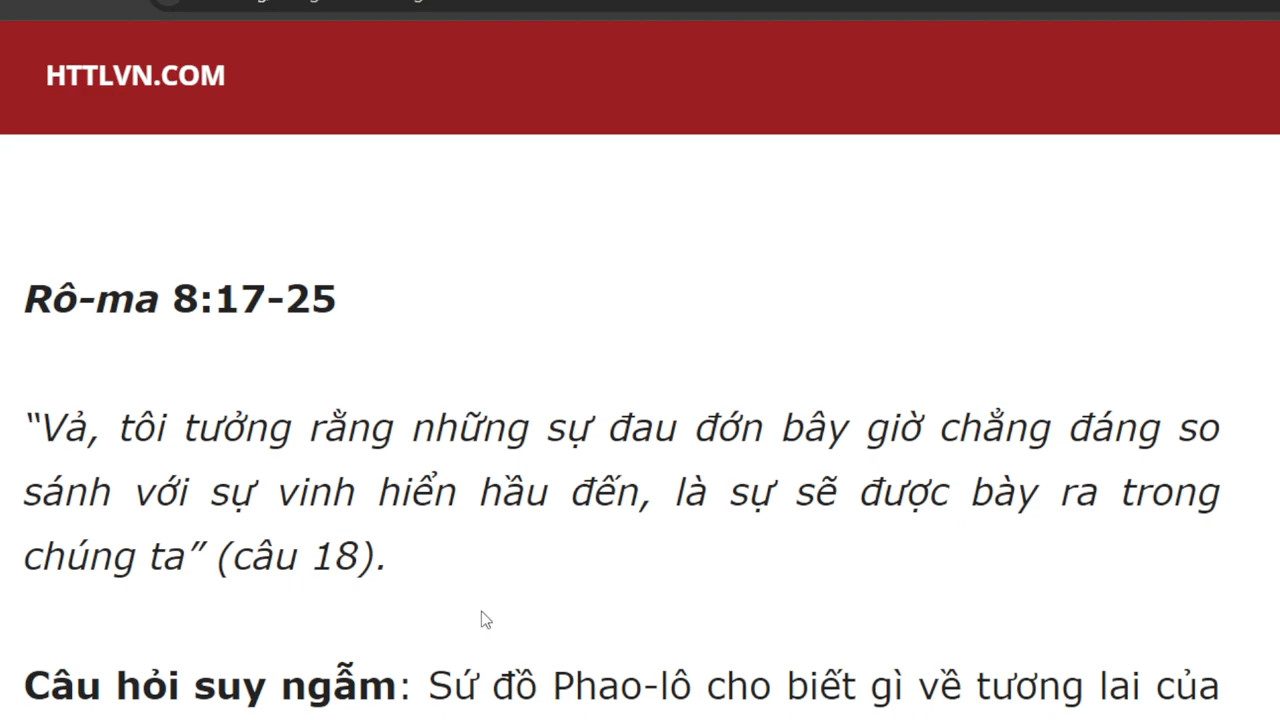 HTTLVN.COM
Rô-ma 8:17-25
“Vả, tôi tưởng rằng những sự đau đớn bây giờ chẳng đáng so
sánh với sự vinh hiển hầu đến, là sự sẽ được bày ra trong
chúng ta” (câu 18).
Câu hỏi suy ngẫm: Sứ đồ Phao-lô cho biết gì về tương lai của